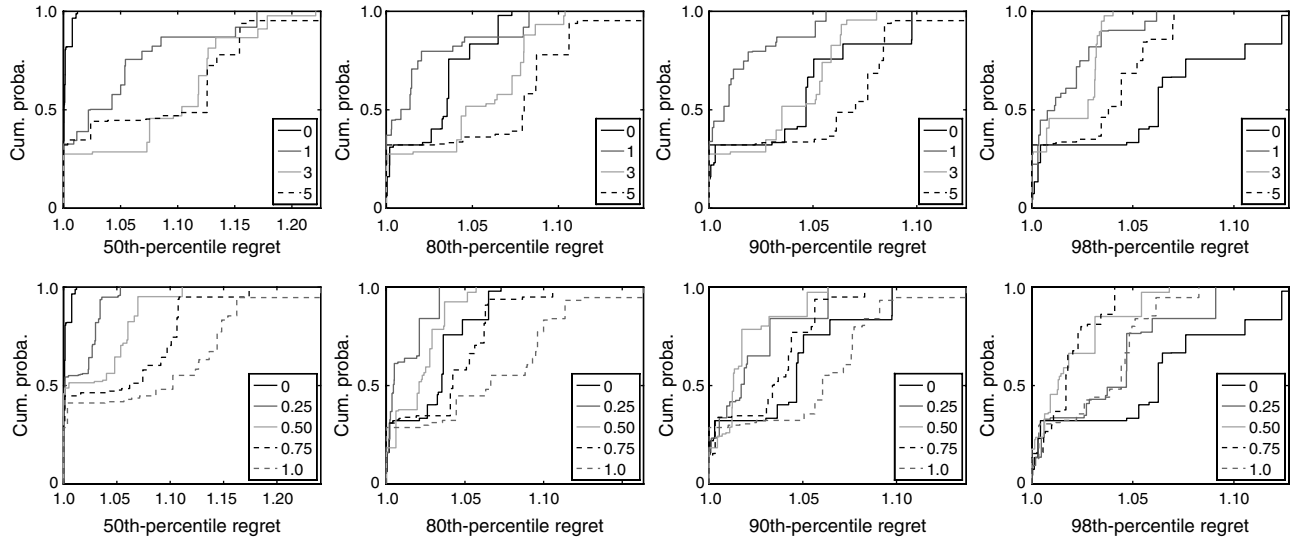 1.0
0.5
0
Cum. proba.
0
1
3
5
1.0 1.05 1.10 1.15 1.20
50th-percentile regret
1.0
0.5
0
Cum. proba.
0
1
3
5
1.0 1.05 1.10
80th-percentile regret
1.0
0.5
0
Cum. proba.
0
1
3
5
1.0 1.05 1.10
90th-percentile regret
1.0
0.5
0
Cum. proba.
0
1
3
5
1.0 1.05 1.10
98th-percentile regret
1.0
0.5
0
Cum. proba.
0
0.25
0.50
0.75
1.0
1.0 1.05 1.10 1.15 1.20
50th-percentile regret
1.0
0.5
0
Cum. proba.
0
0.25
0.50
0.75
1.0
1.0 1.05 1.10
80th-percentile regret
1.0
0.5
0
Cum. proba.
0
0.25
0.50
0.75
1.0
1.0 1.05 1.10
90th-percentile regret
1.0
0.5
0
Cum. proba.
0
0.25
0.50
0.75
1.0
1.0 1.05 1.10
98th-percentile regret